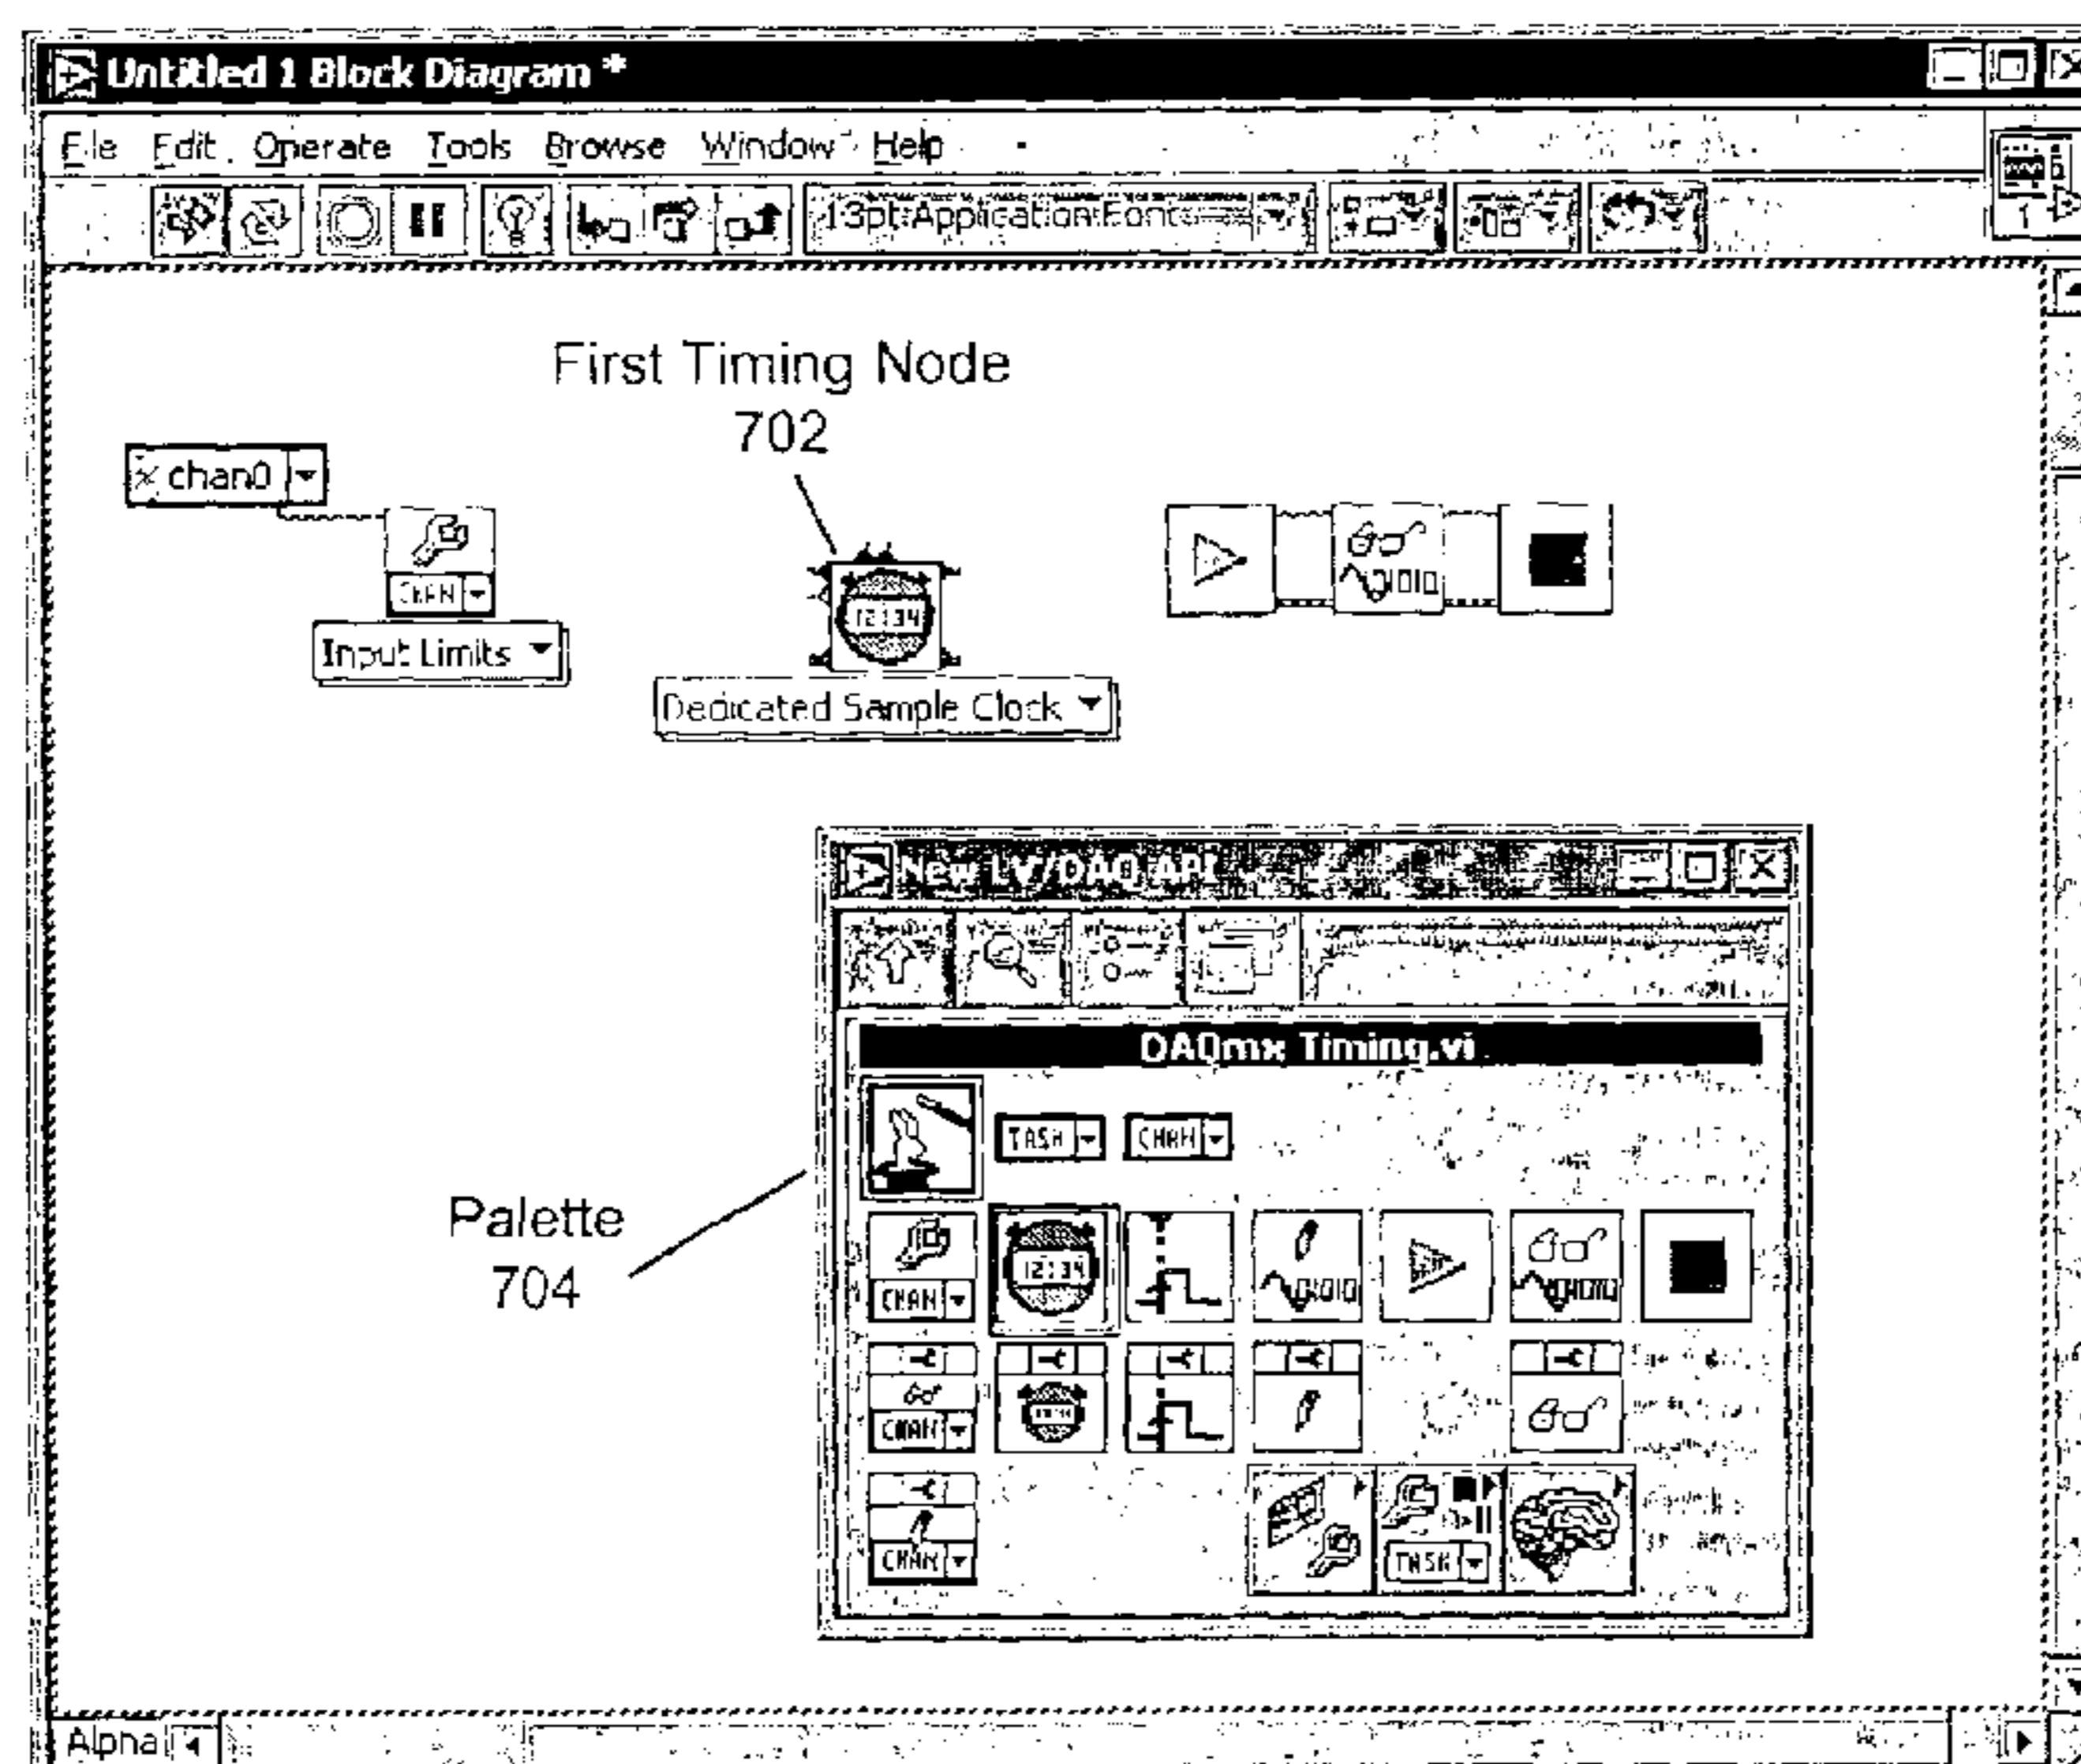 Untitled 1 Block Diagram *
File Edit Operate Tools Browse Window Help
13pt Application Font
1
First Timing Node
702
chan0
CHAN
12:34
Input Limits
Dedicated Sample Clock
New LV/DAQ API
DAQmx Timing.vi
TASK CHAN
Palette
704
12:34
CHAN
CHAN
CHAN
TASK
Alpha